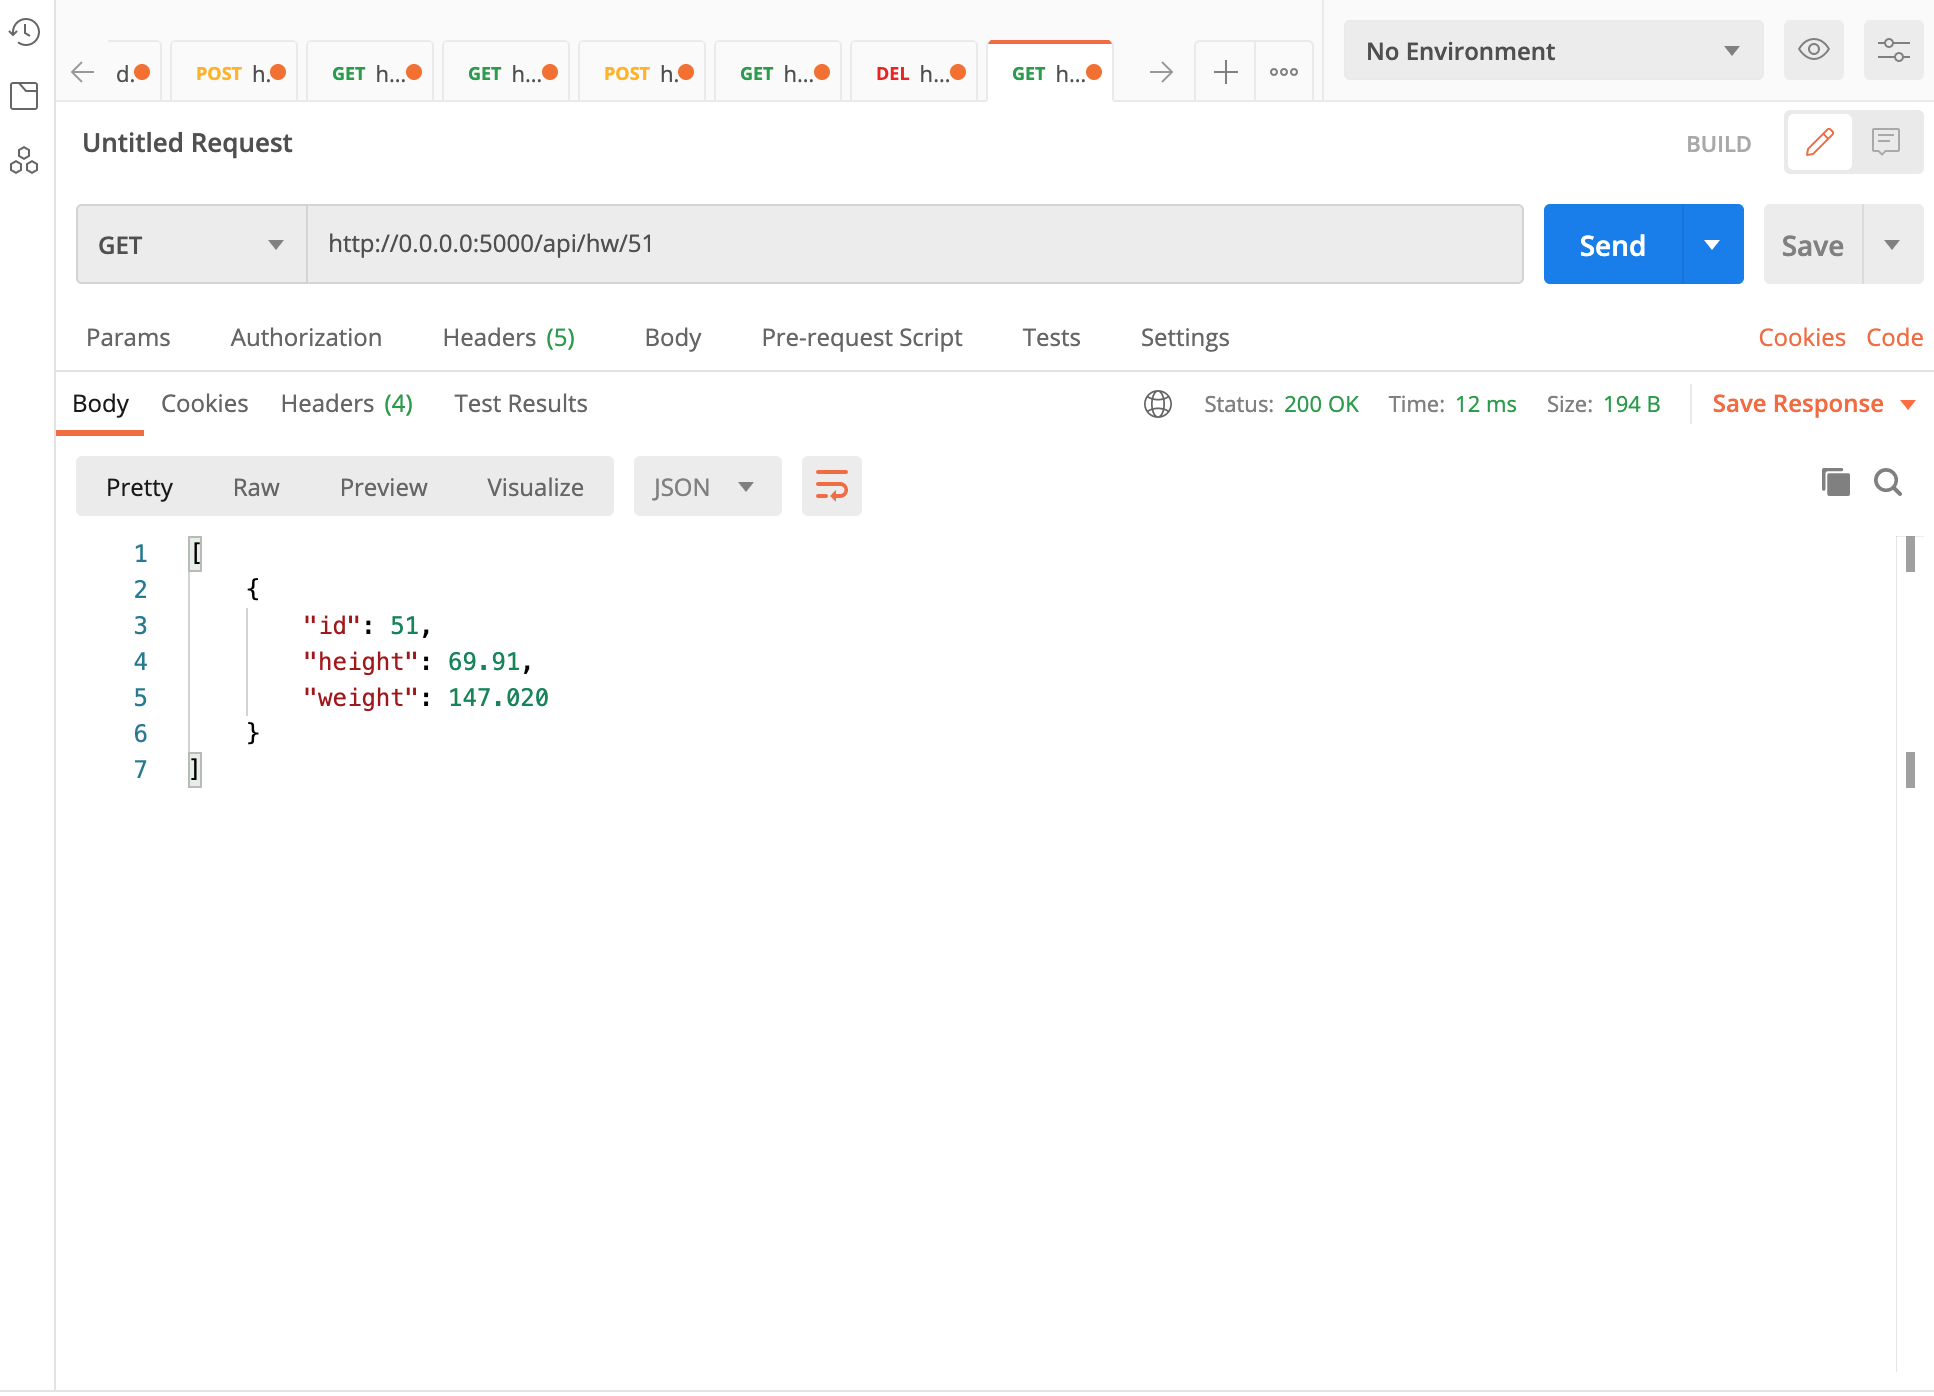 d. POST h. GET h... GET h... POST h. GET h... DEL h... GET h... No Environment
Untitled Request BUILD
GET http://0.0.0.0:5000/api/hw/51 Send Save
Params Authorization Headers (5) Body Pre-request Script Tests Settings Cookies Code
Body Cookies Headers (4) Test Results Status: 200 OK Time: 12 ms Size: 194 B Save Response
Pretty Raw Preview Visualize JSON
1 [
2 {
3 "id": 51,
4 "height": 69.91,
5 "weight": 147.020
6 }
7 ]